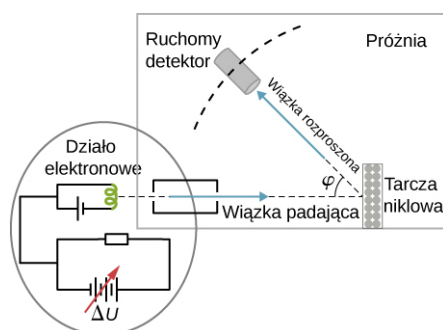 Ruchomy
detektor
Próżnia
Wiązka rozproszona
Działo
elektronowe
φ
Tarcza
niklowa
Wiązka padająca
ΔU